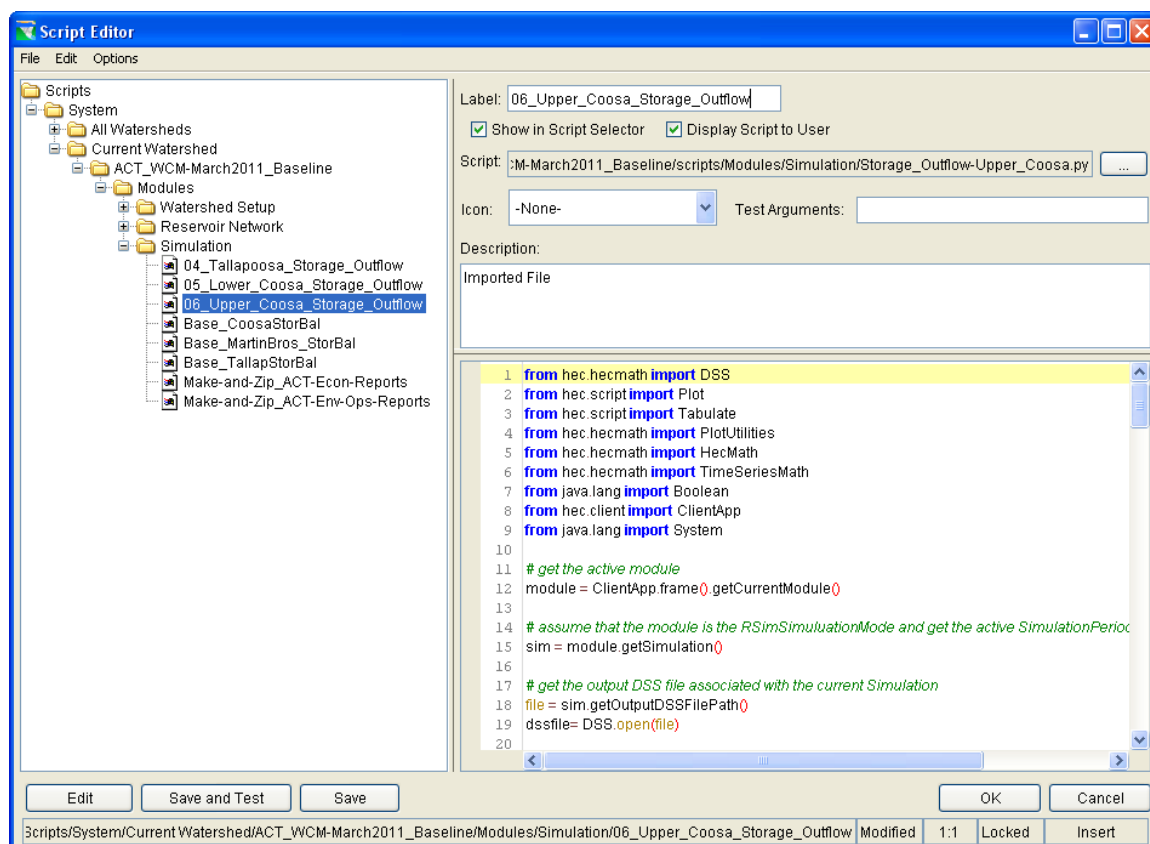 Script Editor
File Edit Options
Scripts
System
All Watersheds
Current Watershed
ACT_WCM-March2011_Baseline
Modules
Watershed Setup
Reservoir Network
Simulation
04_Tallapoosa_Storage_Outflow
05_Lower_Coosa_Storage_Outflow
06_Upper_Coosa_Storage_Outflow
Base_CoosaStorBal
Base_MartinBros_StorBal
Base_TallapStorBal
Make-and-Zip_ACT-Econ-Reports
Make-and-Zip_ACT-Env-Ops-Reports
Label: 06_Upper_Coosa_Storage_Outflow
Show in Script Selector Display Script to User
Script: :M-March2011_Baseline/scripts/Modules/Simulation/Storage_Outflow-Upper_Coosa.py ...
Icon: -None- Test Arguments:
Description:
Imported File
1 from hec.hecmath import DSS
2 from hec.script import Plot
3 from hec.script import Tabulate
4 from hec.hecmath import PlotUtilities
5 from hec.hecmath import HecMath
6 from hec.hecmath import TimeSeriesMath
7 from java.lang import Boolean
8 from hec.client import ClientApp
9 from java.lang import System
10
11 # get the active module
12 module = ClientApp.frame().getCurrentModule()
13
14 # assume that the module is the RSimSimuluationMode and get the active SimulationPerioc
15 sim = module.getSimulation()
16
17 # get the output DSS file associated with the current Simulation
18 file = sim.getOutputDSSFilePath()
19 dssfile= DSS.open(file)
20
Edit Save and Test Save OK Cancel
Scripts/System/Current Watershed/ACT_WCM-March2011_Baseline/Modules/Simulation/06_Upper_Coosa_Storage_Outflow Modified 1:1 Locked Insert